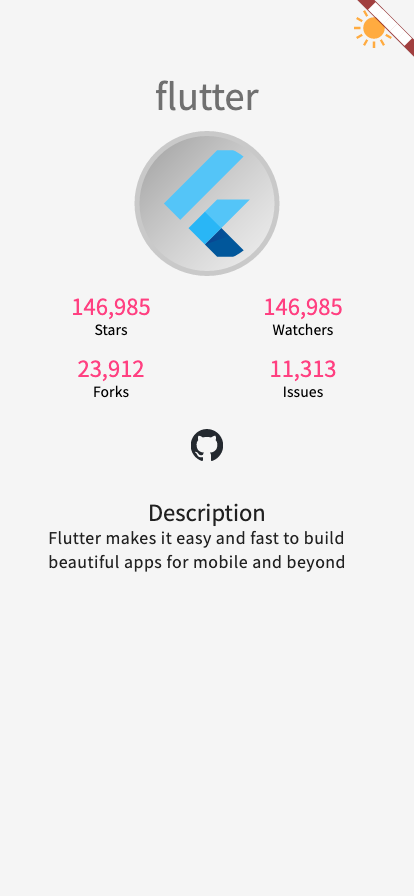 flutter
146,985 146,985
Stars Watchers
23,912 11,313
Forks Issues
Description
Flutter makes it easy and fast to build
beautiful apps for mobile and beyond